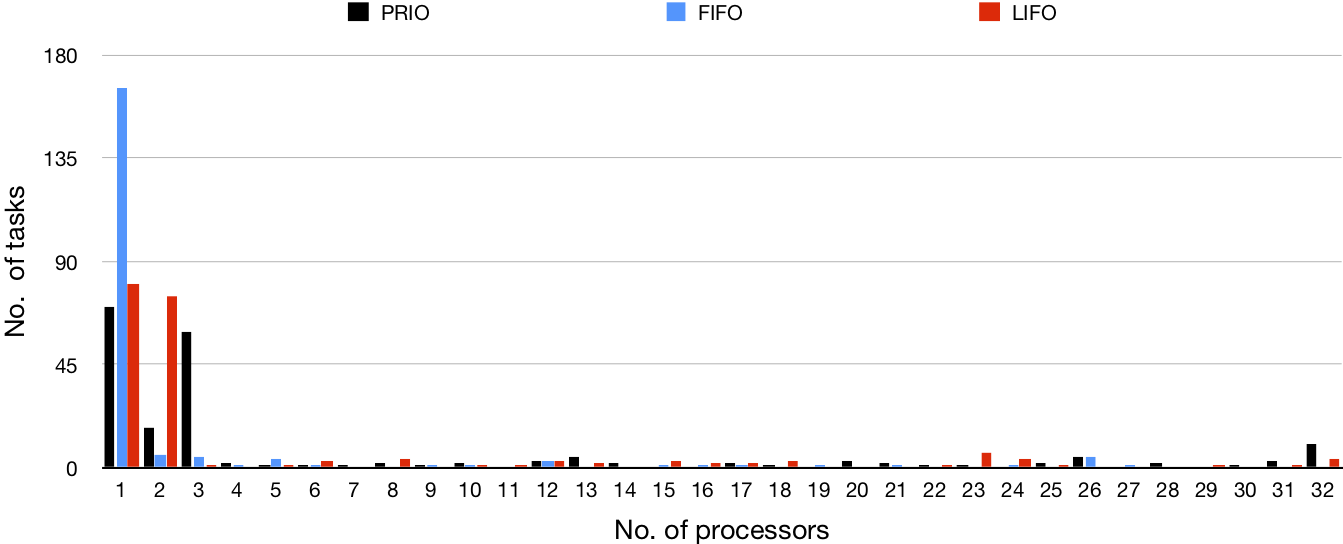 PRIO FIFO LIFO
180
135
90
45
0
No. of tasks
1 2 3 4 5 6 7 8 9 10 11 12 13 14 15 16 17 18 19 20 21 22 23 24 25 26 27 28 29 30 31 32
No. of processors